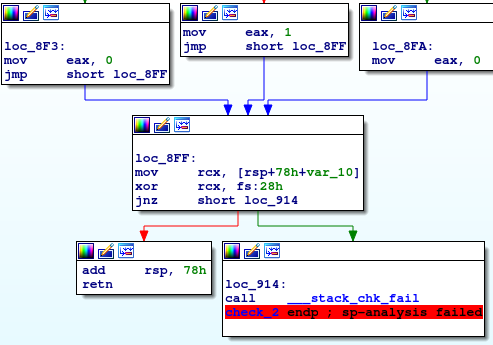 loc_8F3:
mov eax, 0
jmp short loc_8FF
mov eax, 1
jmp short loc_8FF
loc_8FA:
mov eax, 0
loc_8FF:
mov rcx, [rsp+78h+var_10]
xor rcx, fs:28h
jnz short loc_914
add rsp, 78h
retn
loc_914:
call ___stack_chk_fail
check_2 endp ; sp-analysis failed